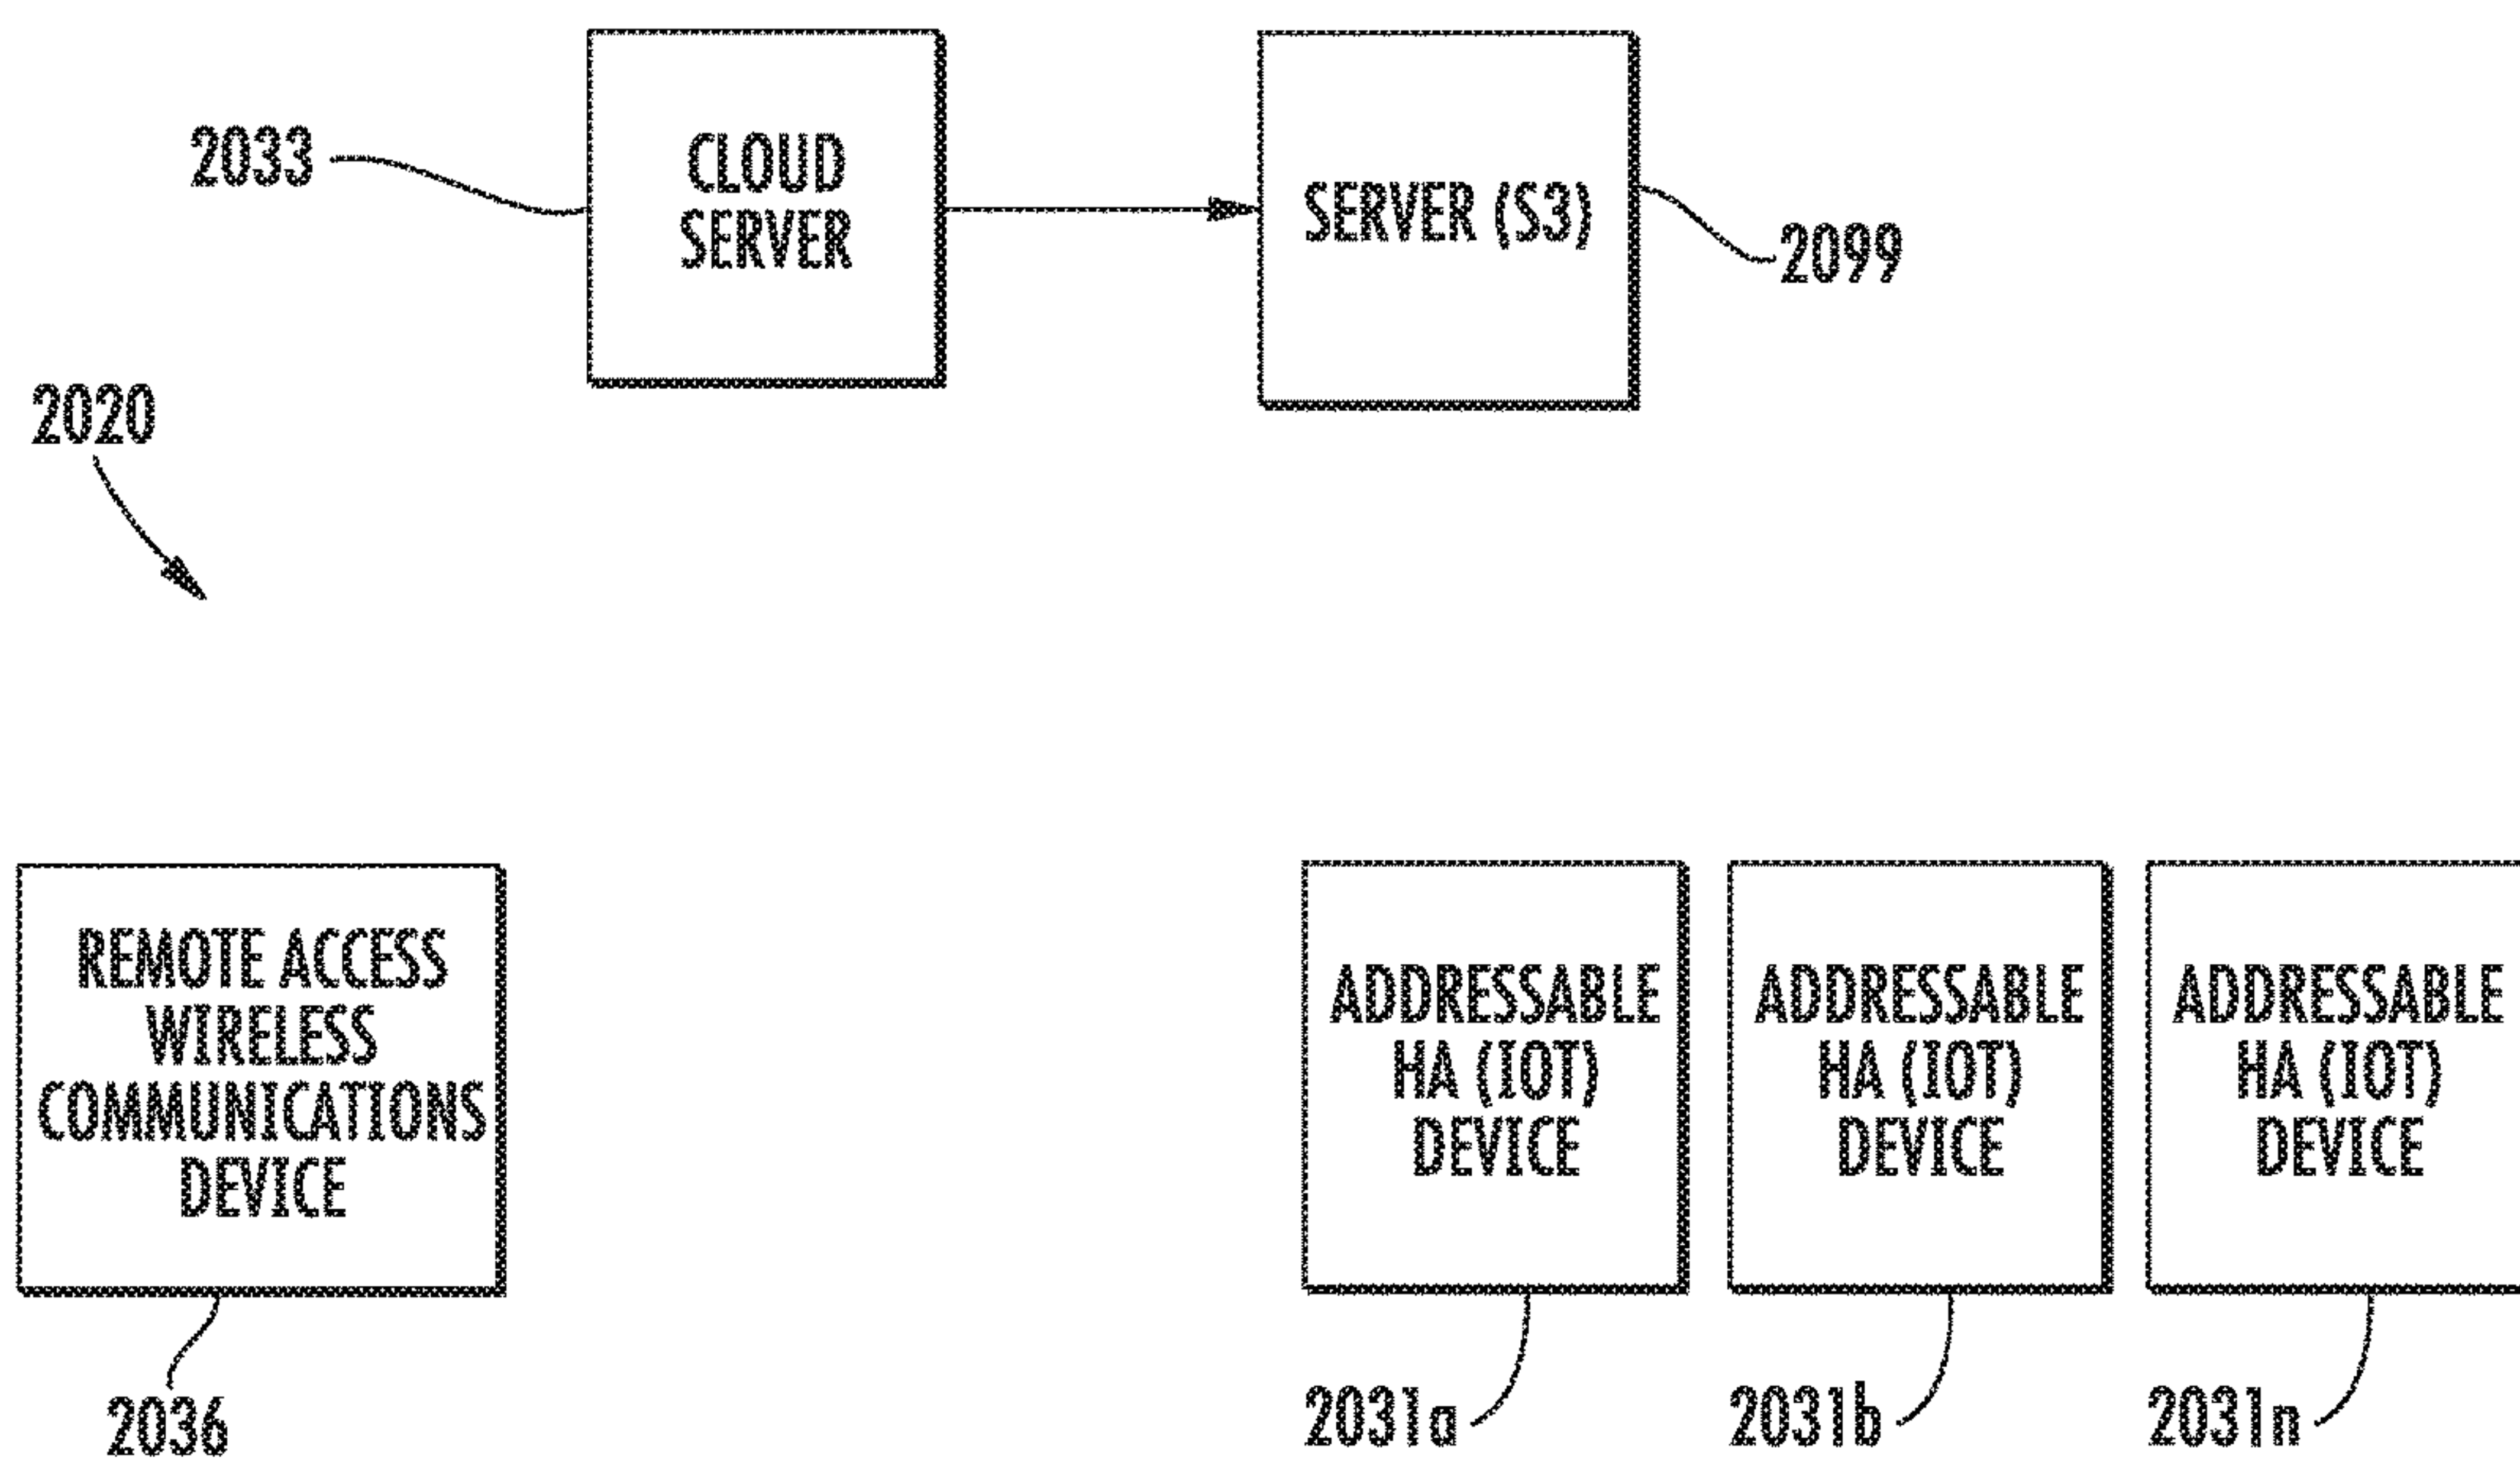 2033
CLOUD
SERVER
SERVER (S3)
2099
2020
REMOTE ACCESS
WIRELESS
COMMUNICATIONS
DEVICE
2036
ADDRESSABLE
HA (IOT)
DEVICE
2031a
ADDRESSABLE
HA (IOT)
DEVICE
2031b
ADDRESSABLE
HA (IOT)
DEVICE
2031n